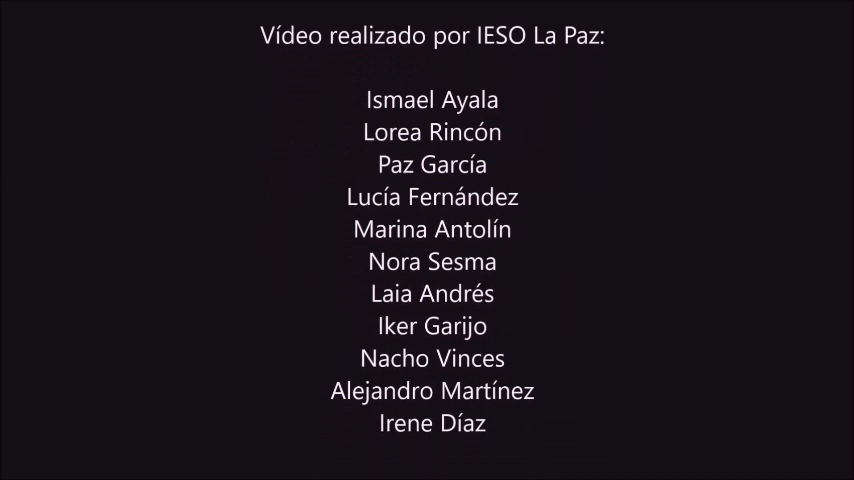 Vídeo realizado por IESO La Paz:
Ismael Ayala
Lorea Rincón
Paz García
Lucía Fernández
Marina Antolín
Nora Sesma
Laia Andrés
Iker Garijo
Nacho Vinces
Alejandro Martínez
Irene Díaz